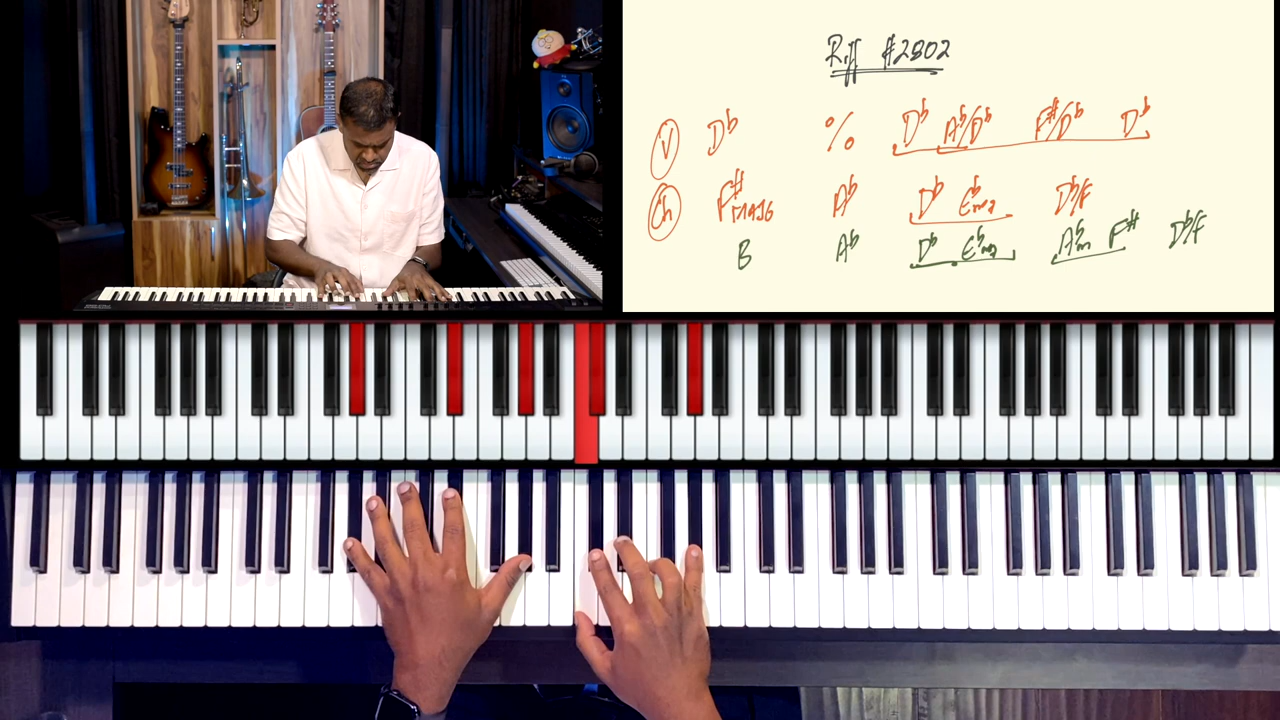 Riff #2802
V D♭ % D♭ A♭/D♭ F#/D♭ D♭
Ch F#MAJ6 A♭ D♭ E♭m7 D♭/F
B A♭ D♭ E♭m7 A♭m F# D♭/F